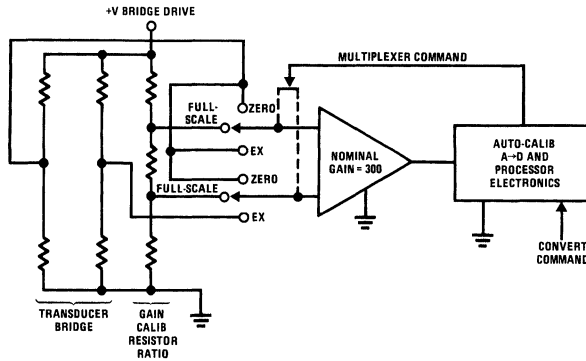 +V BRIDGE DRIVE
MULTIPLEXER COMMAND
ZERO
FULL-
SCALE
EX
ZERO
FULL-SCALE
EX
NOMINAL
GAIN = 300
AUTO-CALIB
A→D AND
PROCESSOR
ELECTRONICS
CONVERT
COMMAND
TRANSDUCER
BRIDGE
GAIN
CALIB
RESISTOR
RATIO